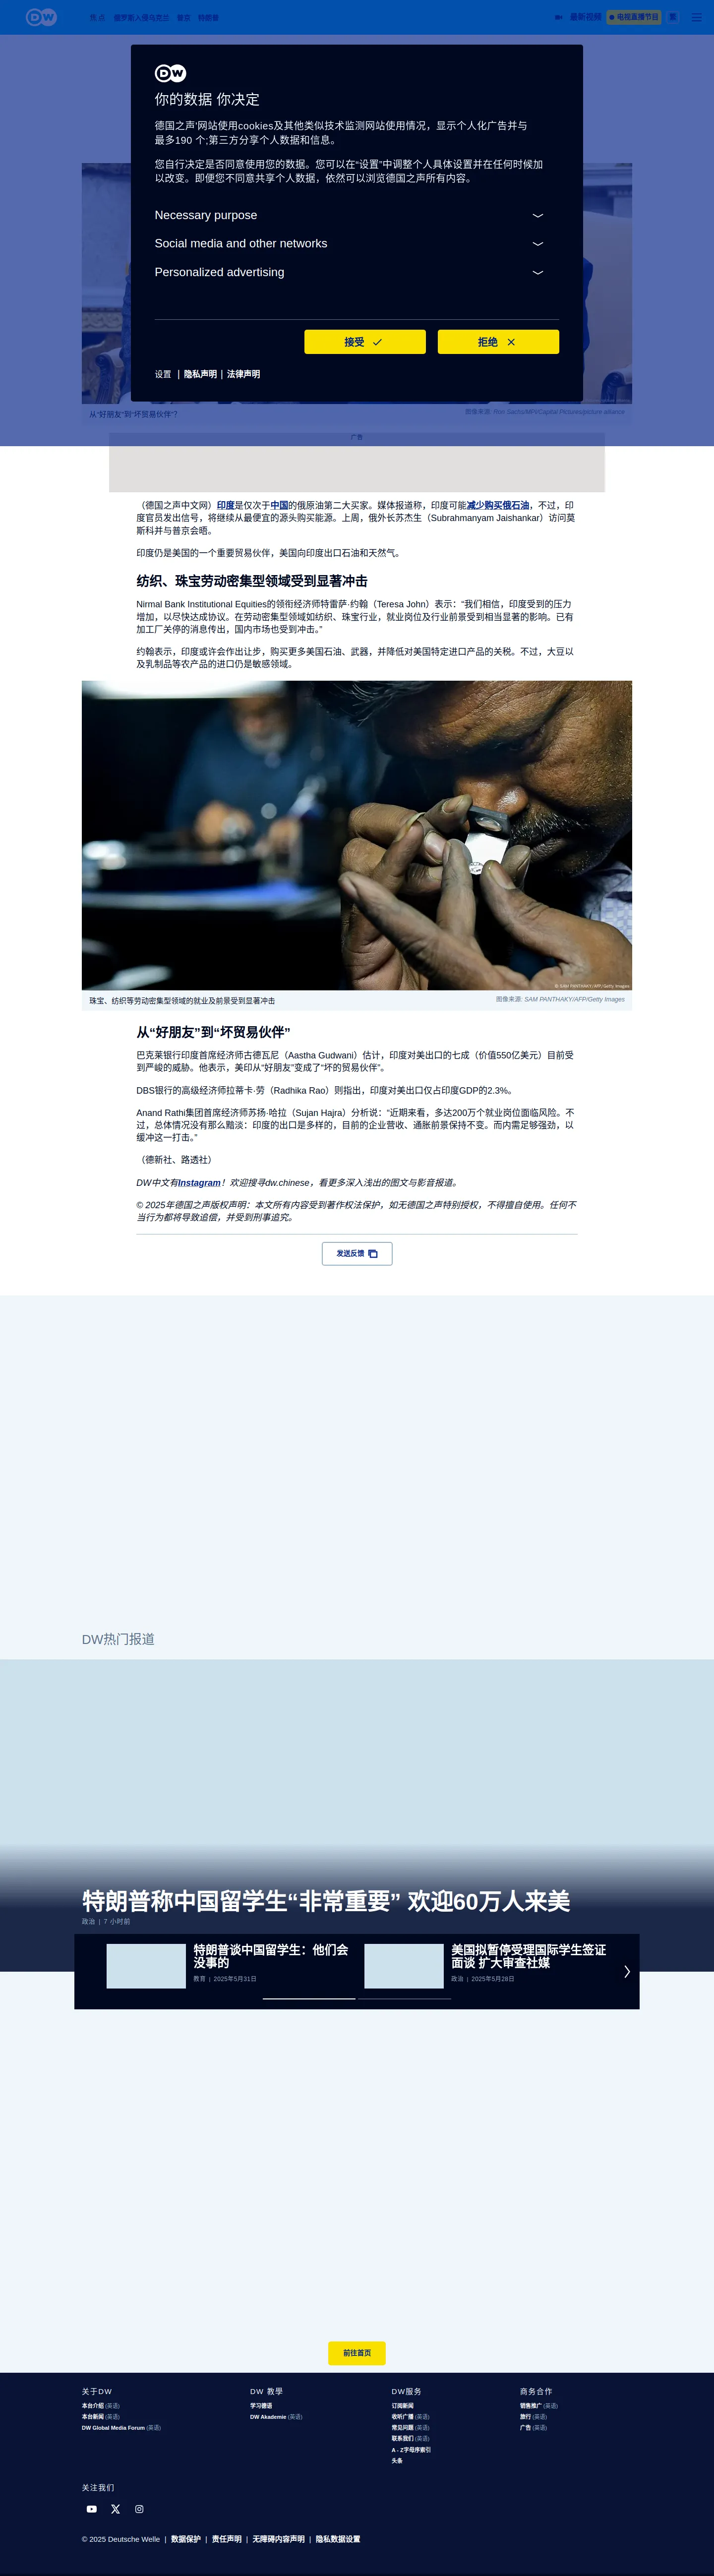 DW
焦点 俄罗斯入侵乌克兰 普京 特朗普
最新视频
电视直播节目
繁
DW
你的数据 你决定
德国之声'网站使用cookies及其他类似技术监测网站使用情况，显示个人化广告并与
最多190 个;第三方分享个人数据和信息。
您自行决定是否同意使用您的数据。您可以在“设置”中调整个人具体设置并在任何时候加
以改变。即便您不同意共享个人数据，依然可以浏览德国之声所有内容。
Necessary purpose
Social media and other networks
Personalized advertising
接受
拒绝
设置 | 隐私声明 | 法律声明
从“好朋友”到“坏贸易伙伴”？
图像来源: Ron Sachs/MPI/Capital Pictures/picture alliance
广告
（德国之声中文网）印度是仅次于中国的俄原油第二大买家。媒体报道称，印度可能减少购买俄石油，不过，印
度官员发出信号，将继续从最便宜的源头购买能源。上周，俄外长苏杰生（Subrahmanyam Jaishankar）访问莫
斯科并与普京会晤。
印度仍是美国的一个重要贸易伙伴，美国向印度出口石油和天然气。
纺织、珠宝劳动密集型领域受到显著冲击
Nirmal Bank Institutional Equities的领衔经济师特雷萨·约翰（Teresa John）表示：“我们相信，印度受到的压力
增加，以尽快达成协议。在劳动密集型领域如纺织、珠宝行业，就业岗位及行业前景受到相当显著的影响。已有
加工厂关停的消息传出，国内市场也受到冲击。”
约翰表示，印度或许会作出让步，购买更多美国石油、武器，并降低对美国特定进口产品的关税。不过，大豆以
及乳制品等农产品的进口仍是敏感领域。
© SAM PANTHAKY/AFP/Getty Images
珠宝、纺织等劳动密集型领域的就业及前景受到显著冲击
图像来源: SAM PANTHAKY/AFP/Getty Images
从“好朋友”到“坏贸易伙伴”
巴克莱银行印度首席经济师古德瓦尼（Aastha Gudwani）估计，印度对美出口的七成（价值550亿美元）目前受
到严峻的威胁。他表示，美印从“好朋友”变成了“坏的贸易伙伴”。
DBS银行的高级经济师拉蒂卡·劳（Radhika Rao）则指出，印度对美出口仅占印度GDP的2.3%。
Anand Rathi集团首席经济师苏扬·哈拉（Sujan Hajra）分析说：“近期来看，多达200万个就业岗位面临风险。不
过，总体情况没有那么黯淡：印度的出口是多样的，目前的企业营收、通胀前景保持不变。而内需足够强劲，以
缓冲这一打击。”
（德新社、路透社）
DW中文有Instagram！欢迎搜寻dw.chinese，看更多深入浅出的图文与影音报道。
© 2025年德国之声版权声明：本文所有内容受到著作权法保护，如无德国之声特别授权，不得擅自使用。任何不
当行为都将导致追偿，并受到刑事追究。
发送反馈
DW热门报道
特朗普称中国留学生“非常重要” 欢迎60万人来美
政治 | 7 小时前
特朗普谈中国留学生：他们会
没事的
教育 | 2025年5月31日
美国拟暂停受理国际学生签证
面谈 扩大审查社媒
政治 | 2025年5月28日
前往首页
关于DW
本台介绍 (英语)
本台新闻 (英语)
DW Global Media Forum (英语)
DW 教學
学习德语
DW Akademie (英语)
DW服务
订阅新闻
收听广播 (英语)
常见问题 (英语)
联系我们 (英语)
A - Z字母序索引
头条
商务合作
销售推广 (英语)
旅行 (英语)
广告 (英语)
关注我们
© 2025 Deutsche Welle | 数据保护 | 责任声明 | 无障碍内容声明 | 隐私数据设置